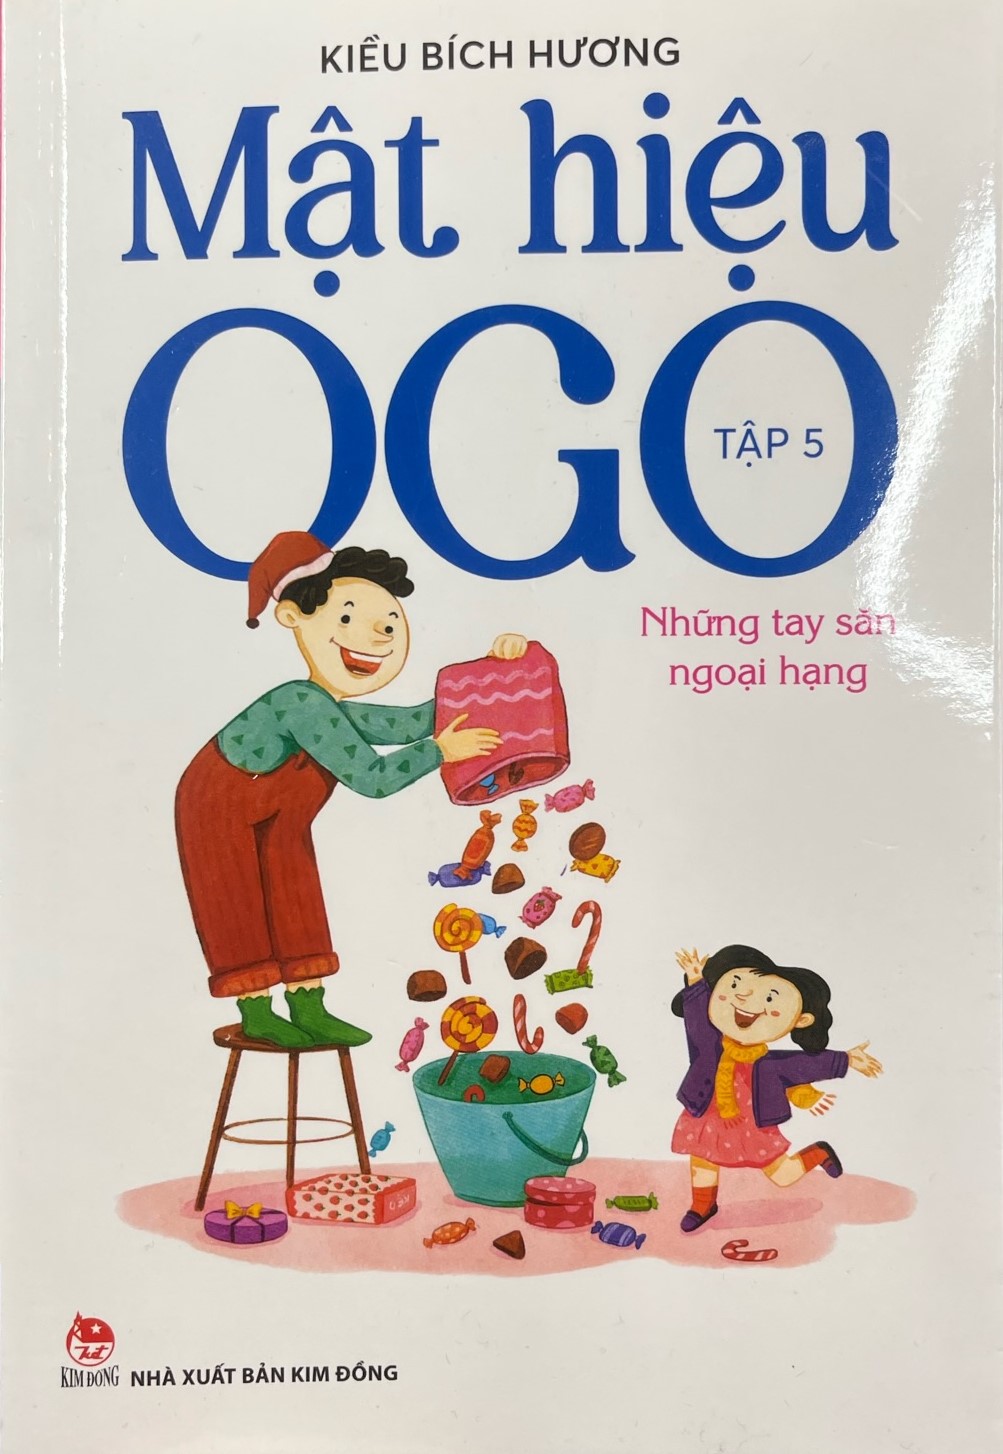 KIỀU BÍCH HƯƠNG
Mật hiệu
OGO
TẬP 5
Những tay săn
ngoại hạng
KIM ĐỒNG
NHÀ XUẤT BẢN KIM ĐỒNG